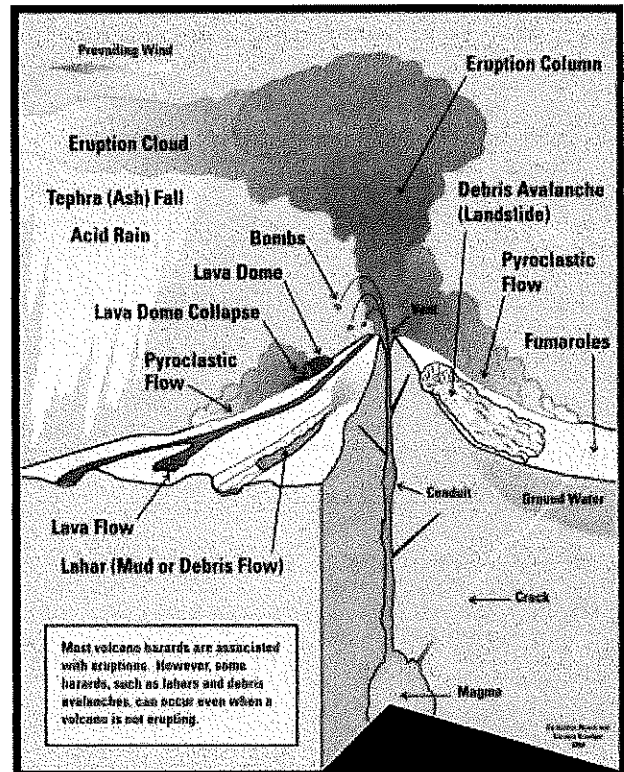 Prevailing Wind
Eruption Column
Eruption Cloud
Tephra (Ash) Fall
Acid Rain
Debris Avalanche
(Landslide)
Bombs
Lava Dome
Pyroclastic
Flow
Vent
Lava Dome Collapse
Fumaroles
Pyroclastic
Flow
Conduit
Ground Water
Lava Flow
Lahar (Mud or Debris Flow)
Crack
Most volcano hazards are associated
with eruptions. However, some
hazards, such as lahars and debris
avalanches, can occur even when a
volcano is not erupting.
Magma